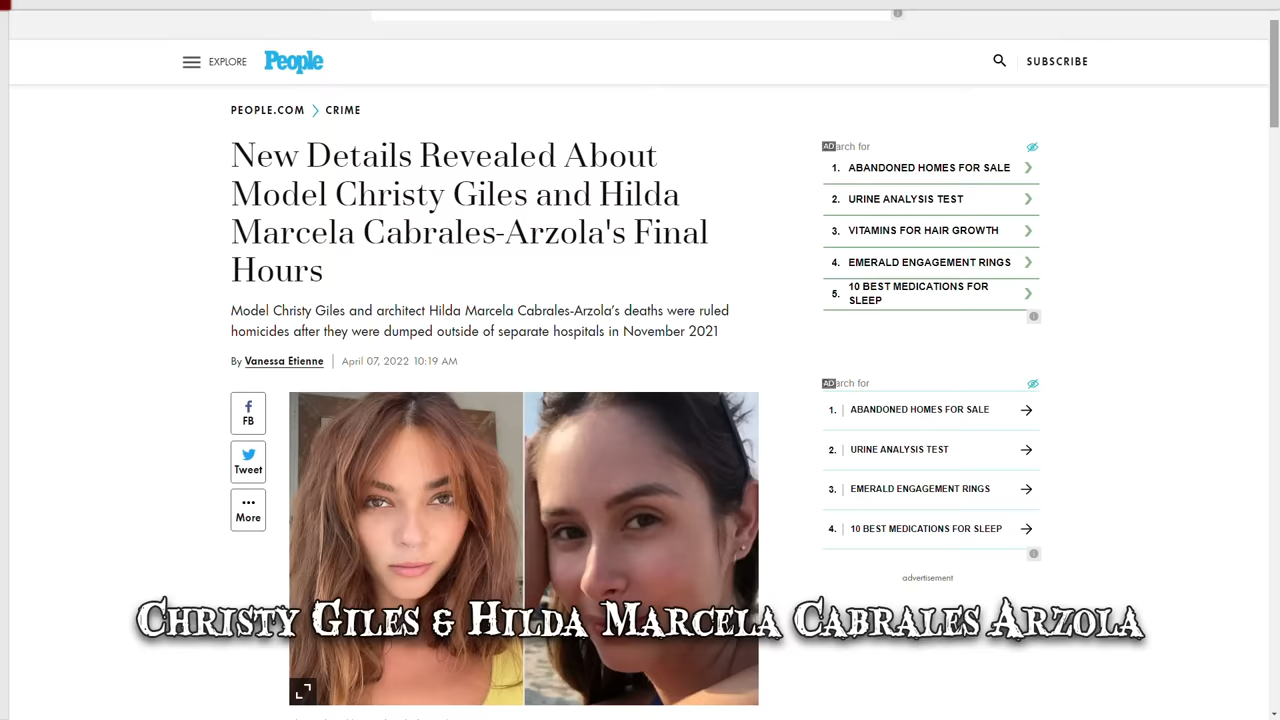 EXPLORE People SUBSCRIBE
PEOPLE.COM CRIME
New Details Revealed About
Model Christy Giles and Hilda
Marcela Cabrales-Arzola's Final
Hours
Model Christy Giles and architect Hilda Marcela Cabrales-Arzola's deaths were ruled
homicides after they were dumped outside of separate hospitals in November 2021
By Vanessa Etienne April 07, 2022 10:19 AM
FB
Tweet
More
AD arch for
1. ABANDONED HOMES FOR SALE
2. URINE ANALYSIS TEST
3. VITAMINS FOR HAIR GROWTH
4. EMERALD ENGAGEMENT RINGS
5. 10 BEST MEDICATIONS FOR
SLEEP
AD arch for
1. ABANDONED HOMES FOR SALE
2. URINE ANALYSIS TEST
3. EMERALD ENGAGEMENT RINGS
4. 10 BEST MEDICATIONS FOR SLEEP
advertisement
Christy Giles & Hilda Marcela Cabrales Arzola